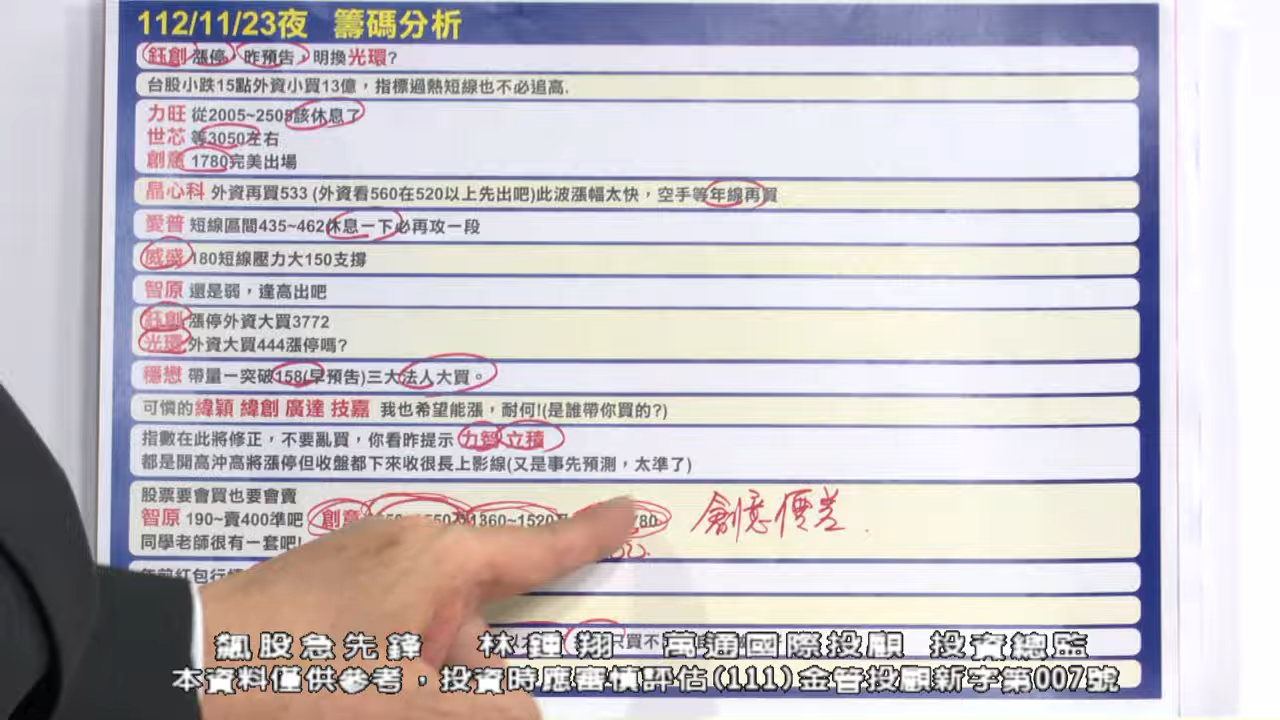 112/11/23夜 籌碼分析
鈺創漲停，昨預告，明換光環?
台股小跌15點外資小買13億，指標過熱短線也不必追高.
力旺 從2005~2505該休息了
世芯 等3050左右
創意 1780完美出場
晶心科 外資再買533 (外資看560在520以上先出吧)此波漲幅太快，空手等年線再買
愛普 短線區間435~462休息一下必再攻一段
威盛 180短線壓力大150支撐
智原 還是弱，逢高出吧
鈺創 漲停外資大買3772
光環 外資大買444漲停嗎?
穩懋 帶量一突破158(早預告)三大法人大買。
可憐的緯穎 緯創 廣達 技嘉 我也希望能漲，耐何!(是誰帶你買的?)
指數在此將修正，不要亂買，你看昨提示 力智 立積
都是開高沖高將漲停但收盤都下來收很長上影線(又是事先預測，太準了)
股票要會買也要會賣
智原 190~賣400準吧 創意 1360~1520 780 創意價差.
同學老師很有一套吧!
年前紅包行情
只買不
飆股急先鋒 林鍾翔 萬通國際投顧 投資總監
本資料僅供參考，投資時應審慎評估(111)金管投顧新字第007號